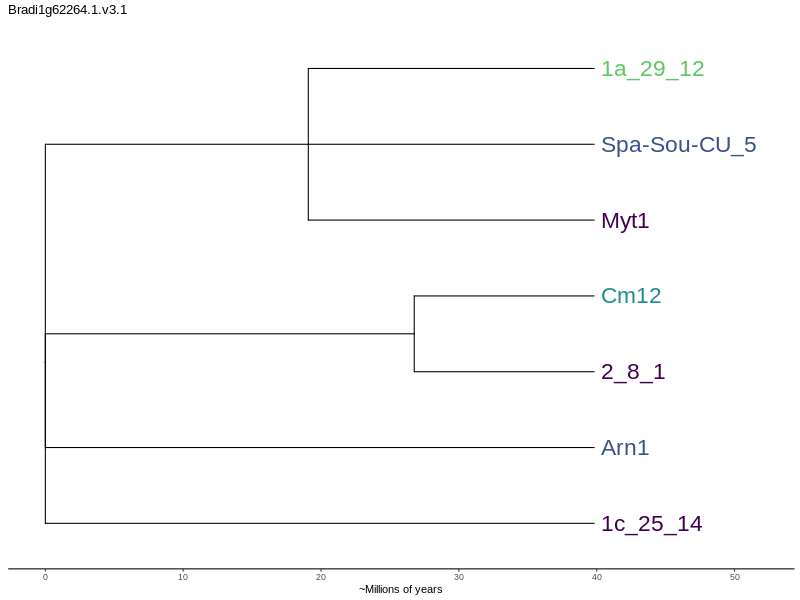 Bradi1g62264.1.v3.1
1a_29_12
Spa-Sou-CU_5
Myt1
Cm12
2_8_1
Arn1
1c_25_14
0 10 20 30 40 50
~Millions of years